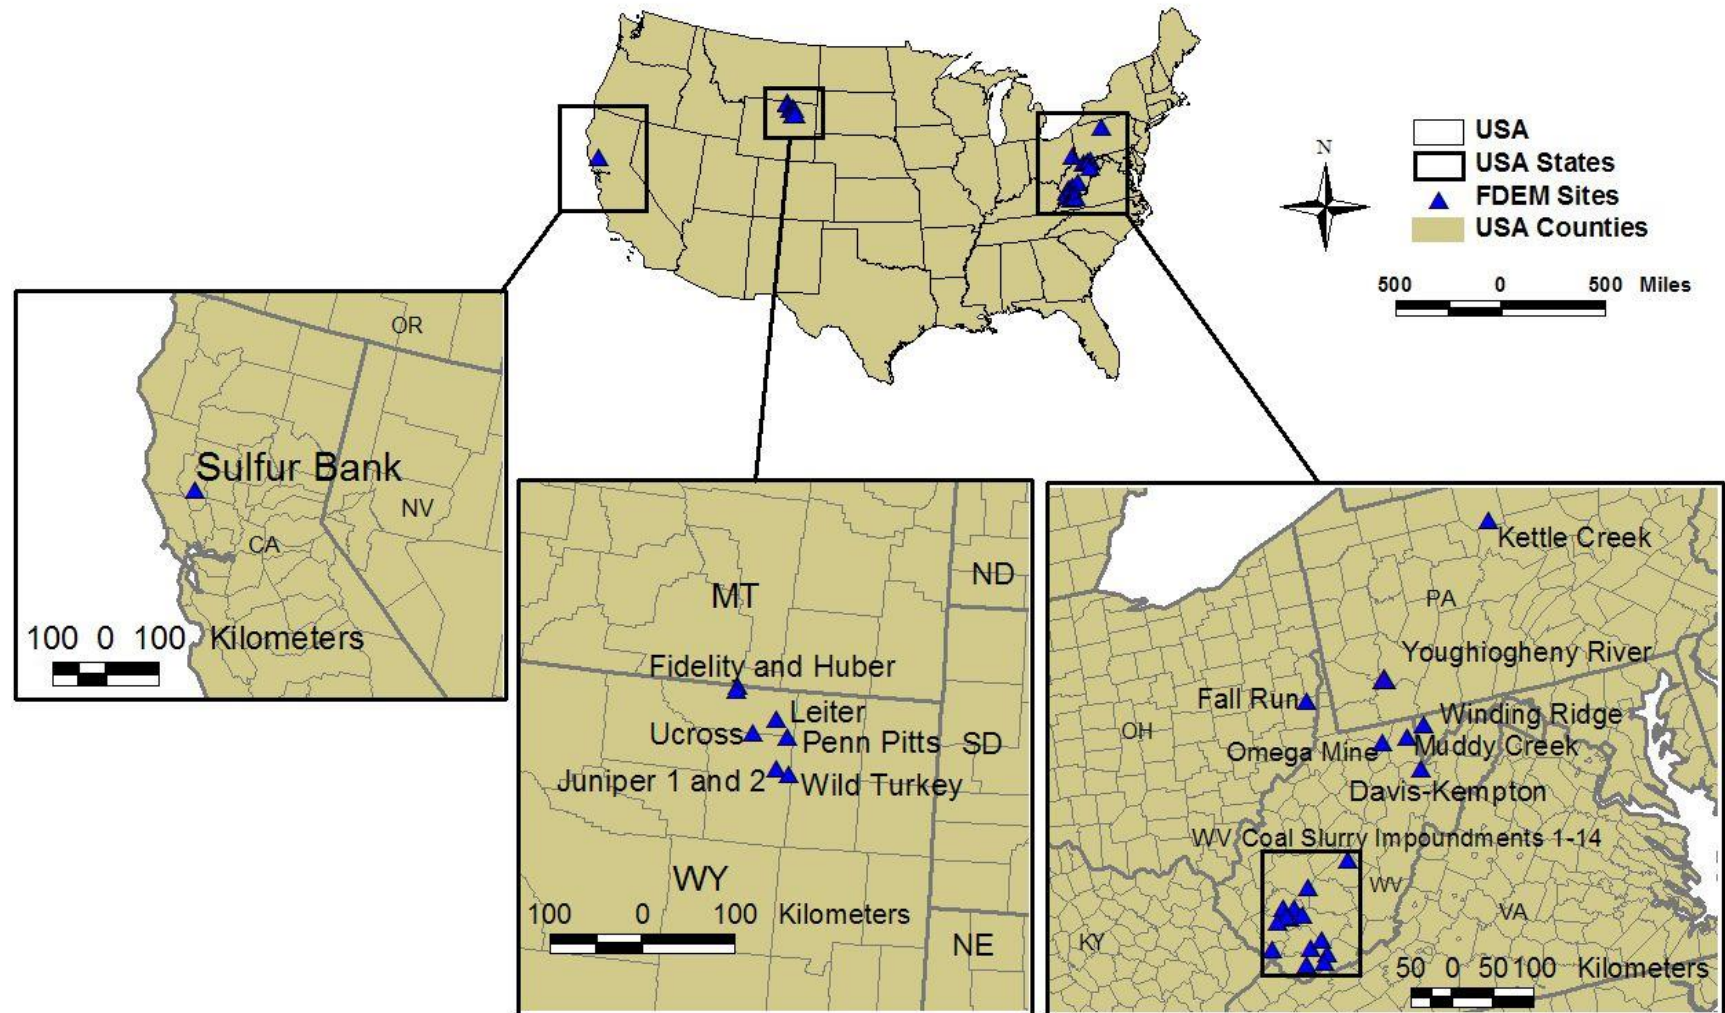 N
USA
USA States
FDEM Sites
USA Counties
500 0 500 Miles
OR
Sulfur Bank
NV
CA
100 0 100 Kilometers
ND
MT
Fidelity and Huber
Leiter
Ucross
Penn Pitts
SD
Juniper 1 and 2
Wild Turkey
WY
100 0 100 Kilometers
NE
Kettle Creek
PA
Youghiogheny River
Fall Run
Winding Ridge
OH
Omega Mine
Muddy Creek
Davis-Kempton
WV Coal Slurry Impoundments 1-14
WV
VA
KY
50 0 50 100 Kilometers